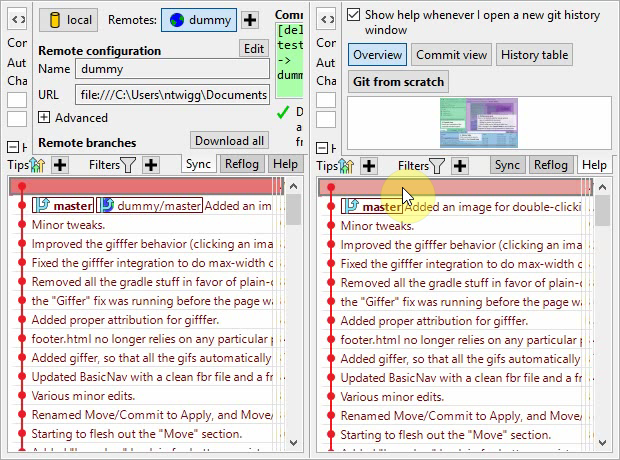 local
Remotes:
dummy
Comm
[del
test
->
dumm
Remote configuration
Edit
Name
dummy
URL
file:///C:\Users\ntwigg\Documents
Advanced
Remote branches
Download all
Con
Aut
Cha
H
Tips
Filters
Sync
Reflog
Help
master
dummy/master
Added an im
Minor tweaks.
Improved the gifffer behavior (clicking an ima
Fixed the gifffer integration to do max-width c
Removed all the gradle stuff in favor of plain-
the "Giffer" fix was running before the page wa
Added proper attribution for gifffer.
footer.html no longer relies on any particular p
Added giffer, so that all the gifs automatically
Updated BasicNav with a clean fbr file and a fr
Various minor edits.
Renamed Move/Commit to Apply, and Move/
Starting to flesh out the "Move" section.
Show help whenever I open a new git history
window
Overview
Commit view
History table
Git from scratch
Con
Aut
Cha
H
Tips
Filters
Sync
Reflog
Help
master
Added an image for double-clicki
Minor tweaks.
Improved the gifffer behavior (clicking an ima
Fixed the gifffer integration to do max-width c
Removed all the gradle stuff in favor of plain-c
the "Giffer" fix was running before the page wa
Added proper attribution for gifffer.
footer.html no longer relies on any particular p
Added giffer, so that all the gifs automatically
Updated BasicNav with a clean fbr file and a fr
Various minor edits.
Renamed Move/Commit to Apply, and Move/
Starting to flesh out the "Move" section.